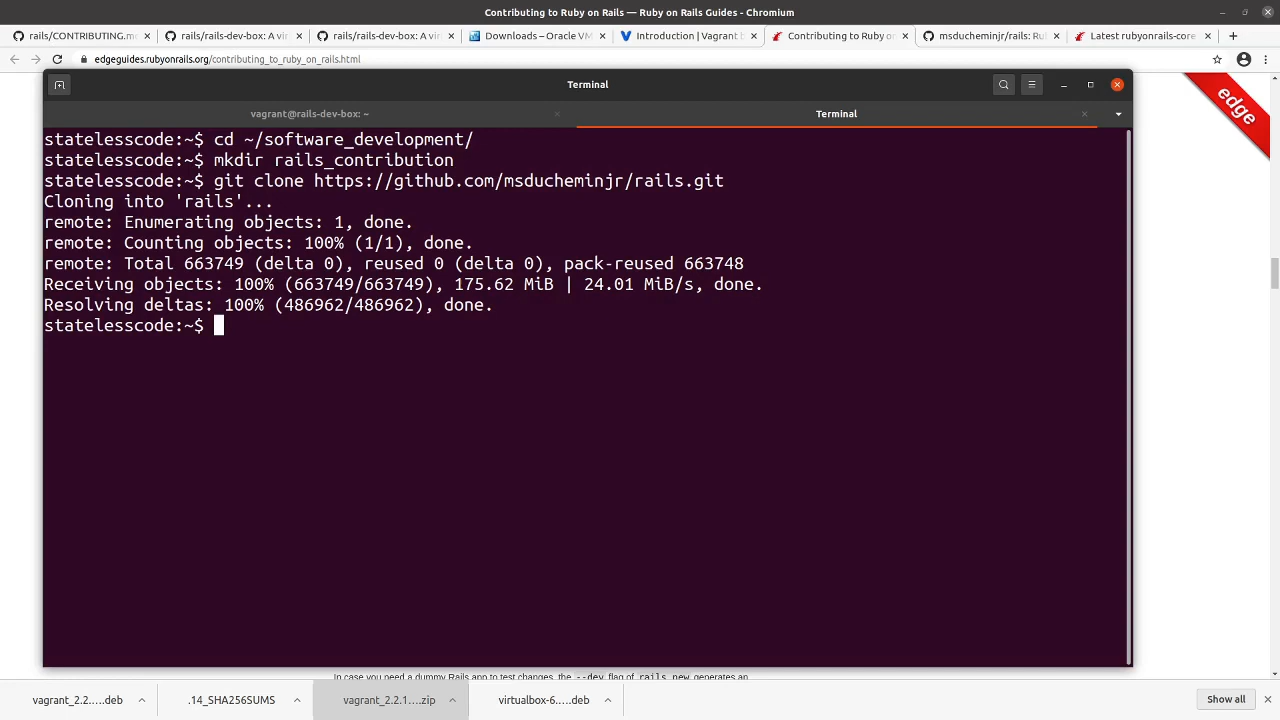 Contributing to Ruby on Rails — Ruby on Rails Guides - Chromium
rails/CONTRIBUTING.m
rails/rails-dev-box: A vi
rails/rails-dev-box: A vi
Downloads – Oracle VM
Introduction | Vagrant b
Contributing to Ruby o
msducheminjr/rails: Ru
Latest rubyonrails-core
edgeguides.rubyonrails.org/contributing_to_ruby_on_rails.html
edge
Terminal
vagrant@rails-dev-box: ~
Terminal
statelesscode:~$ cd ~/software_development/
statelesscode:~$ mkdir rails_contribution
statelesscode:~$ git clone https://github.com/msducheminjr/rails.git
Cloning into 'rails'...
remote: Enumerating objects: 1, done.
remote: Counting objects: 100% (1/1), done.
remote: Total 663749 (delta 0), reused 0 (delta 0), pack-reused 663748
Receiving objects: 100% (663749/663749), 175.62 MiB | 24.01 MiB/s, done.
Resolving deltas: 100% (486962/486962), done.
statelesscode:~$
In case you need a dummy Rails app to test changes, the --dev flag of rails new generates an
vagrant_2.2.….deb
.14_SHA256SUMS
vagrant_2.2.1….zip
virtualbox-6.….deb
Show all